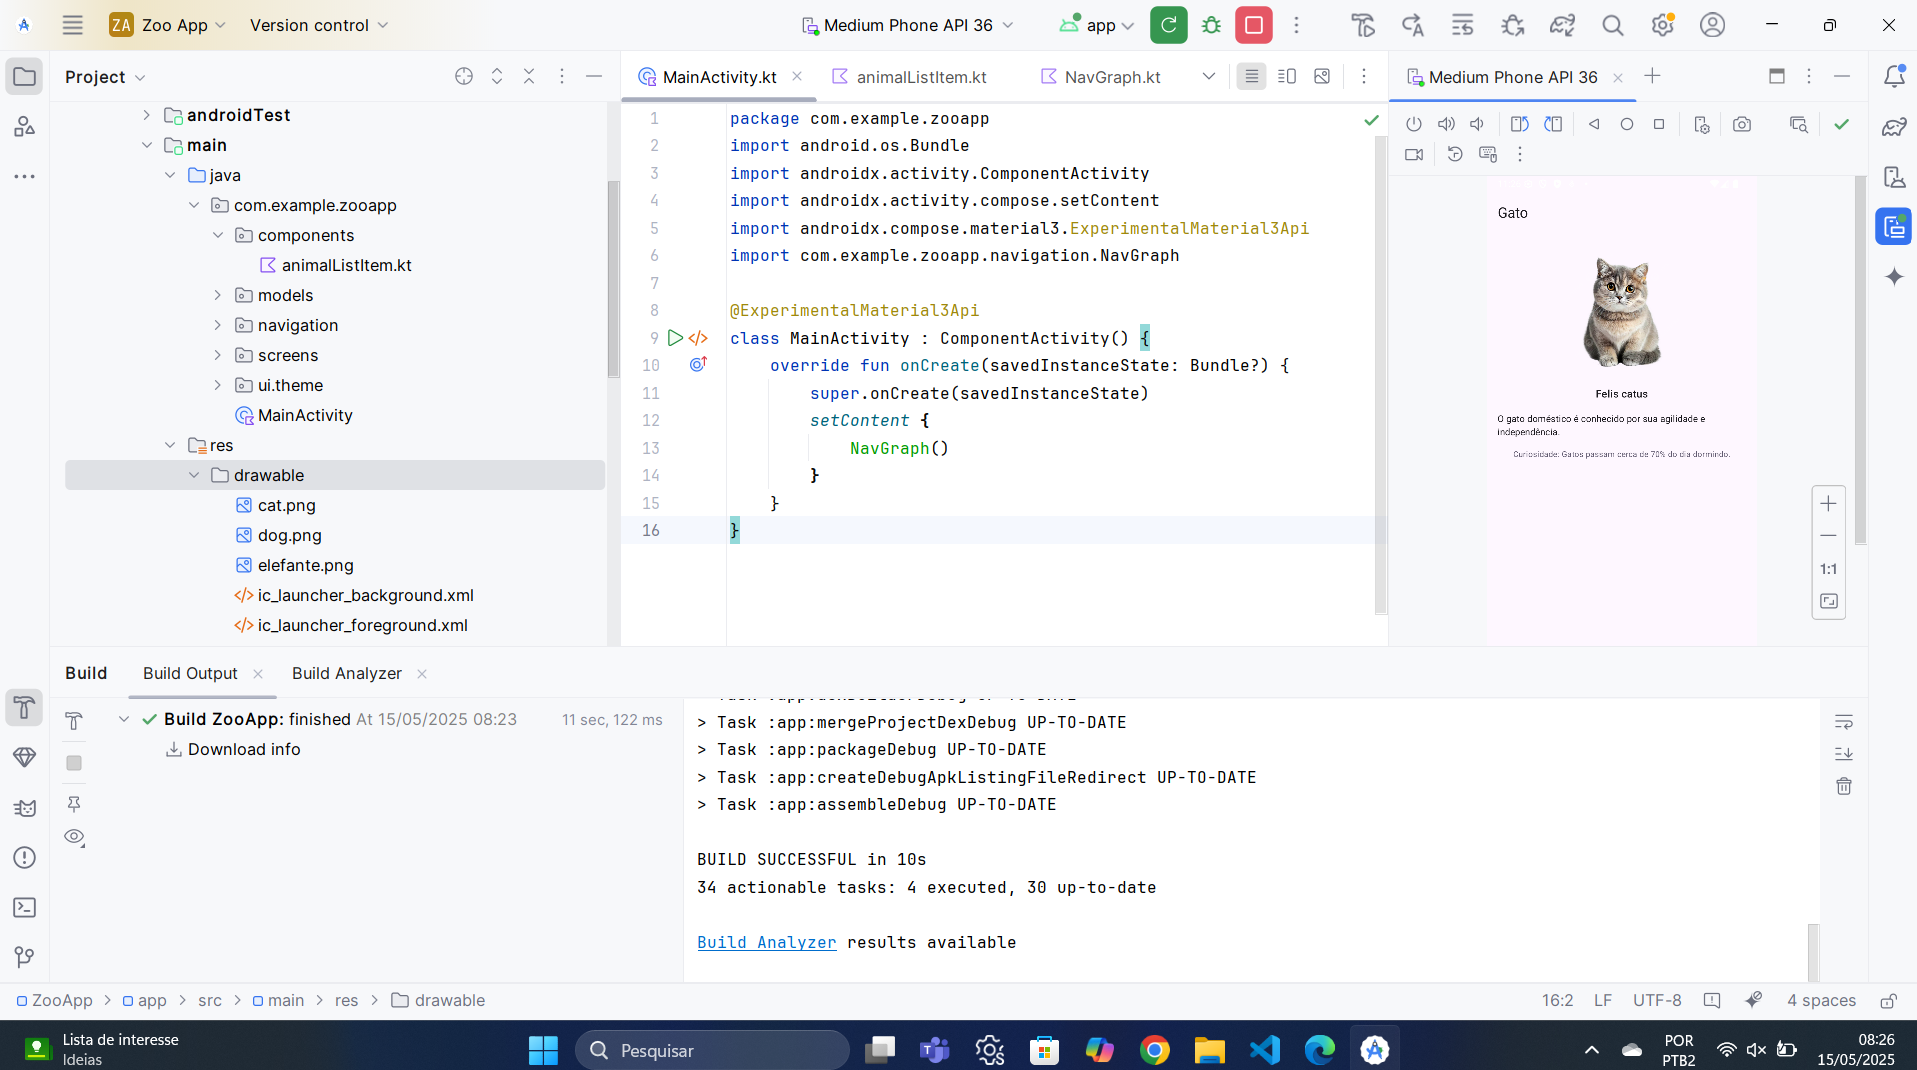 ZA Zoo App
Version control
Medium Phone API 36
app
Project
androidTest
main
java
com.example.zooapp
components
animalListItem.kt
models
navigation
screens
ui.theme
MainActivity
res
drawable
cat.png
dog.png
elefante.png
ic_launcher_background.xml
ic_launcher_foreground.xml
MainActivity.kt
animalListItem.kt
NavGraph.kt
1 package com.example.zooapp
2 import android.os.Bundle
3 import androidx.activity.ComponentActivity
4 import androidx.activity.compose.setContent
5 import androidx.compose.material3.ExperimentalMaterial3Api
6 import com.example.zooapp.navigation.NavGraph
7
8 @ExperimentalMaterial3Api
9 class MainActivity : ComponentActivity() {
10 override fun onCreate(savedInstanceState: Bundle?) {
11 super.onCreate(savedInstanceState)
12 setContent {
13 NavGraph()
14 }
15 }
16 }
Medium Phone API 36
Gato
Felis catus
O gato doméstico é conhecido por sua agilidade e
independência.
Curiosidade: Gatos passam cerca de 70% do dia dormindo.
1:1
Build
Build Output
Build Analyzer
Build ZooApp: finished At 15/05/2025 08:23
11 sec, 122 ms
Download info
> Task :app:mergeProjectDexDebug UP-TO-DATE
> Task :app:packageDebug UP-TO-DATE
> Task :app:createDebugApkListingFileRedirect UP-TO-DATE
> Task :app:assembleDebug UP-TO-DATE
BUILD SUCCESSFUL in 10s
34 actionable tasks: 4 executed, 30 up-to-date
Build Analyzer results available
ZooApp > app > src > main > res > drawable
16:2
LF
UTF-8
4 spaces
Lista de interesse
Ideias
Pesquisar
POR
PTB2
08:26
15/05/2025